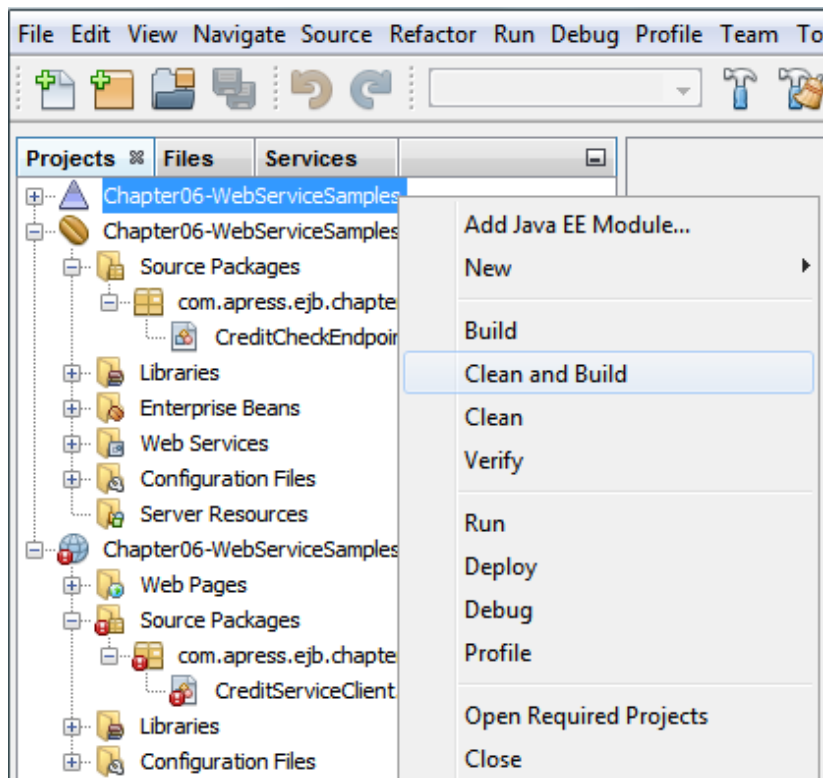 File Edit View Navigate Source Refactor Run Debug Profile Team To
Projects Files Services
Chapter06-WebServiceSamples
Chapter06-WebServiceSamples
Source Packages
com.apress.ejb.chapte
CreditCheckEndpoin
Libraries
Enterprise Beans
Web Services
Configuration Files
Server Resources
Chapter06-WebServiceSamples
Web Pages
Source Packages
com.apress.ejb.chapte
CreditServiceClient.
Libraries
Configuration Files
Add Java EE Module...
New
Build
Clean and Build
Clean
Verify
Run
Deploy
Debug
Profile
Open Required Projects
Close